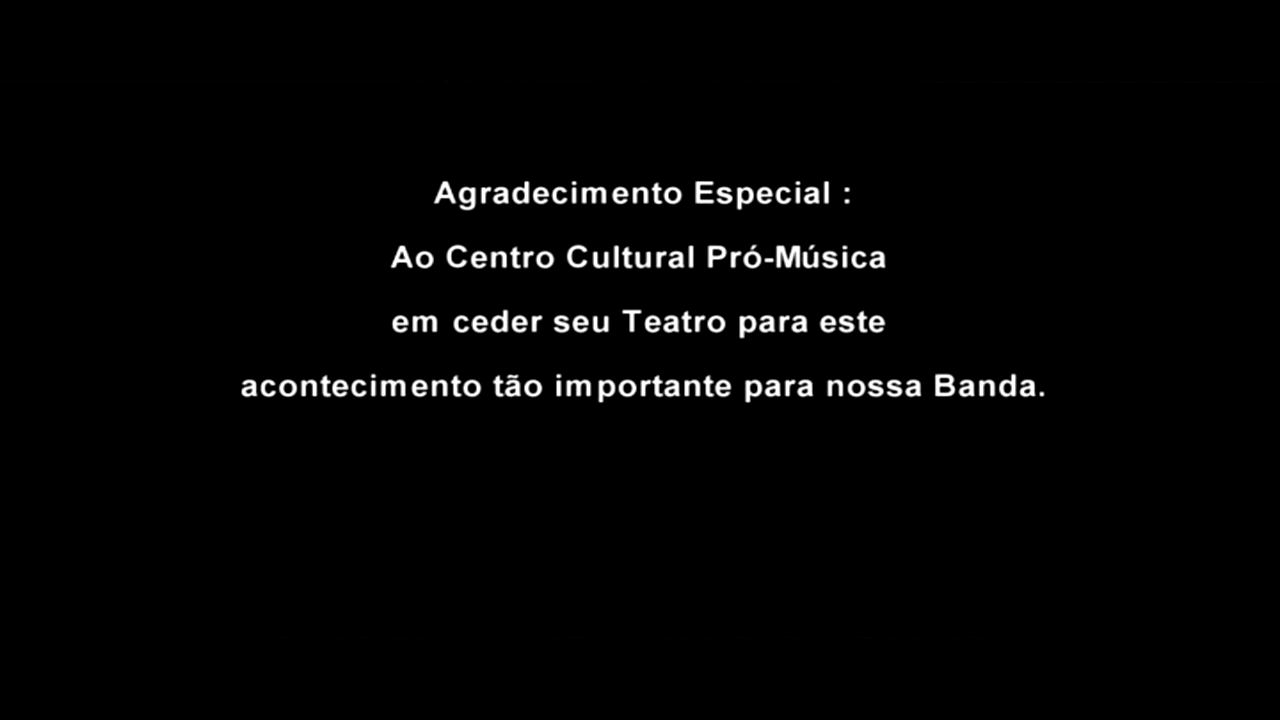 Agradecimento Especial :
Ao Centro Cultural Pró-Música
em ceder seu Teatro para este
acontecimento tão importante para nossa Banda.